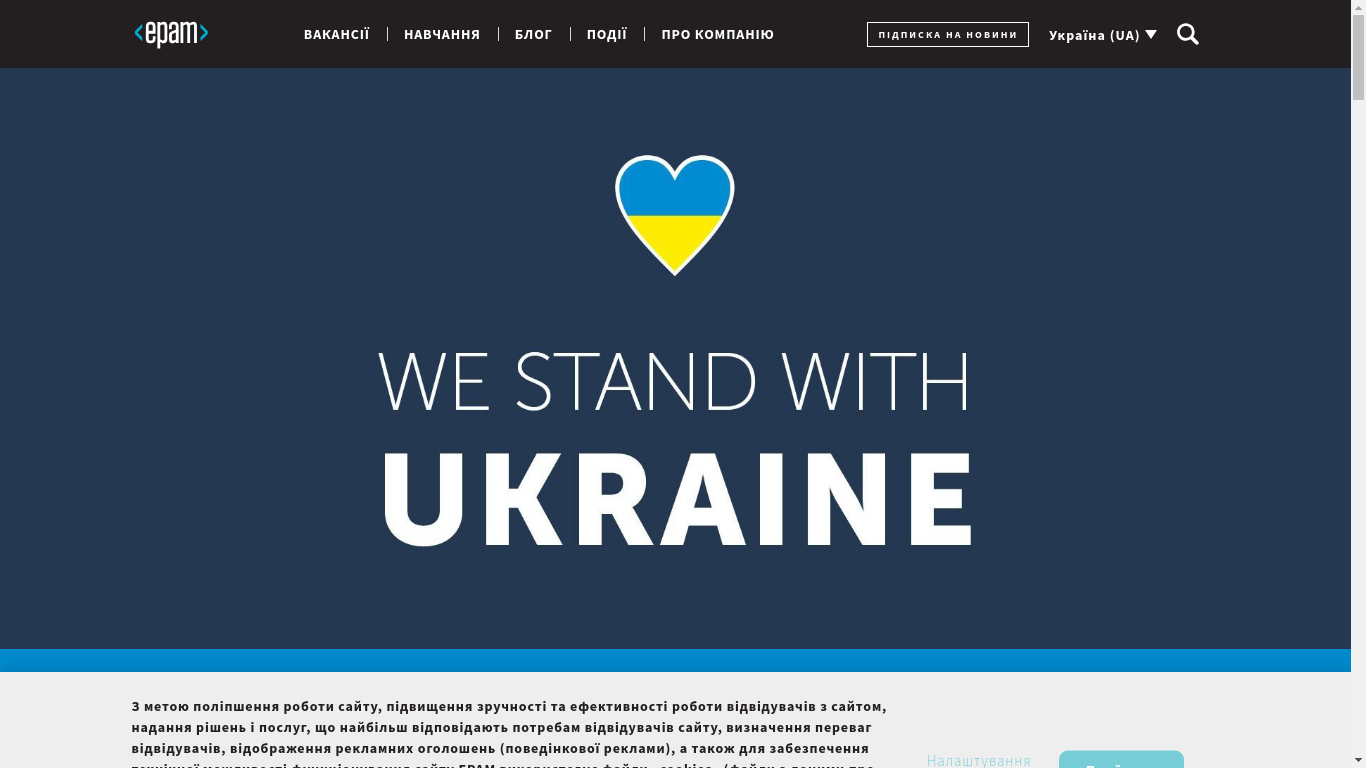 <epam>
ВАКАНСІЇ
НАВЧАННЯ
БЛОГ
ПОДІЇ
ПРО КОМПАНІЮ
ПІДПИСКА НА НОВИНИ
Україна (UA)
WE STAND WITH
UKRAINE
З метою поліпшення роботи сайту, підвищення зручності та ефективності роботи відвідувачів з сайтом,
надання рішень і послуг, що найбільш відповідають потребам відвідувачів сайту, визначення переваг
відвідувачів, відображення рекламних оголошень (поведінкової реклами), а також для забезпечення
Налаштування